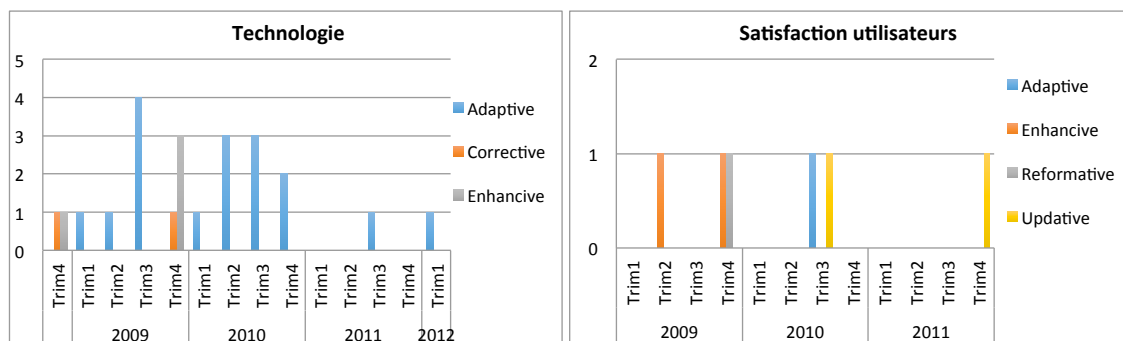 Technologie
5
4
3
2
1
0
Adaptive
Corrective
Enhancive
Trim4 Trim1 Trim2 Trim3 Trim4 Trim1 Trim2 Trim3 Trim4 Trim1 Trim2 Trim3 Trim4 Trim1
2009 2010 2011 2012
Satisfaction utilisateurs
2
1
0
Adaptive
Enhancive
Reformative
Updative
Trim1 Trim2 Trim3 Trim4 Trim1 Trim2 Trim3 Trim4 Trim1 Trim2 Trim3 Trim4
2009 2010 2011